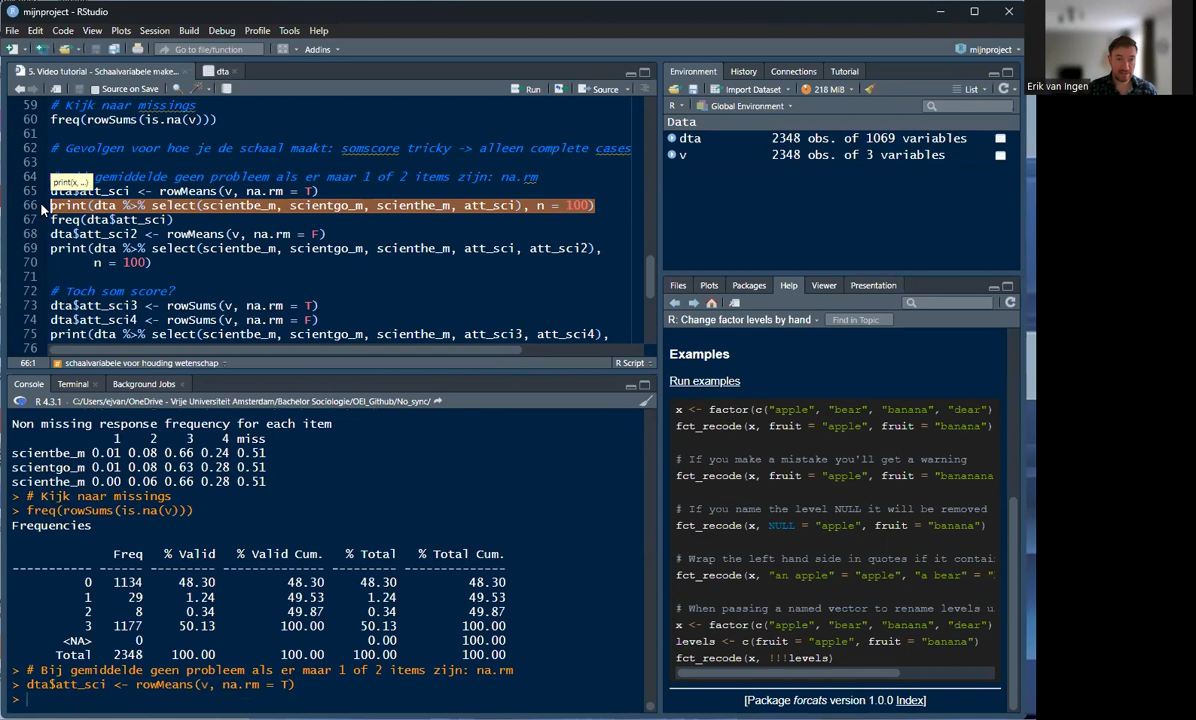 mijnproject - RStudio
File Edit Code View Plots Session Build Debug Profile Tools Help
Go to file/function Addins mijnproject
5. Video tutorial - Schaalvariabele make... dta
Source on Save Run Source
59 # Kijk naar missings
60 freq(rowSums(is.na(v)))
61
62 # Gevolgen voor hoe je de schaal maakt: somscore tricky -> alleen complete cases
63
64 gemiddelde geen probleem als er maar 1 of 2 items zijn: na.rm
print(x, ...)
65 dta$att_sci <- rowMeans(v, na.rm = T)
66 print(dta %>% select(scientbe_m, scientgo_m, scienthe_m, att_sci), n = 100)
67 freq(dta$att_sci)
68 dta$att_sci2 <- rowMeans(v, na.rm = F)
69 print(dta %>% select(scientbe_m, scientgo_m, scienthe_m, att_sci, att_sci2),
70 n = 100)
71
72 # Toch som score?
73 dta$att_sci3 <- rowSums(v, na.rm = T)
74 dta$att_sci4 <- rowSums(v, na.rm = F)
75 print(dta %>% select(scientbe_m, scientgo_m, scienthe_m, att_sci3, att_sci4),
76
66:1 schaalvariabele voor houding wetenschap R Script
Console Terminal Background Jobs
R 4.3.1 · C:/Users/ejvan/OneDrive - Vrije Universiteit Amsterdam/Bachelor Sociologie/OEI_Github/No_sync/
Non missing response frequency for each item
1 2 3 4 miss
scientbe_m 0.01 0.08 0.66 0.24 0.51
scientgo_m 0.01 0.08 0.63 0.28 0.51
scienthe_m 0.00 0.06 0.66 0.28 0.51
> # Kijk naar missings
> freq(rowSums(is.na(v)))
Frequencies
Freq % Valid % Valid Cum. % Total % Total Cum.
0 1134 48.30 48.30 48.30 48.30
1 29 1.24 49.53 1.24 49.53
2 8 0.34 49.87 0.34 49.87
3 1177 50.13 100.00 50.13 100.00
<NA> 0 0.00 100.00
Total 2348 100.00 100.00 100.00 100.00
> # Bij gemiddelde geen probleem als er maar 1 of 2 items zijn: na.rm
> dta$att_sci <- rowMeans(v, na.rm = T)
>
Environment History Connections Tutorial
Import Dataset 218 MiB List
R Global Environment
Data
dta 2348 obs. of 1069 variables
v 2348 obs. of 3 variables
Files Plots Packages Help Viewer Presentation
R: Change factor levels by hand Find in Topic
Examples
Run examples
x <- factor(c("apple", "bear", "banana", "dear")
fct_recode(x, fruit = "apple", fruit = "banana")
# If you make a mistake you'll get a warning
fct_recode(x, fruit = "apple", fruit = "bananana
# If you name the level NULL it will be removed
fct_recode(x, NULL = "apple", fruit = "banana")
# Wrap the left hand side in quotes if it contai
fct_recode(x, "an apple" = "apple", "a bear" = "
# When passing a named vector to rename levels u
x <- factor(c("apple", "bear", "banana", "dear")
levels <- c(fruit = "apple", fruit = "banana")
fct_recode(x, !!!levels)
[Package forcats version 1.0.0 Index]
Erik van Ingen